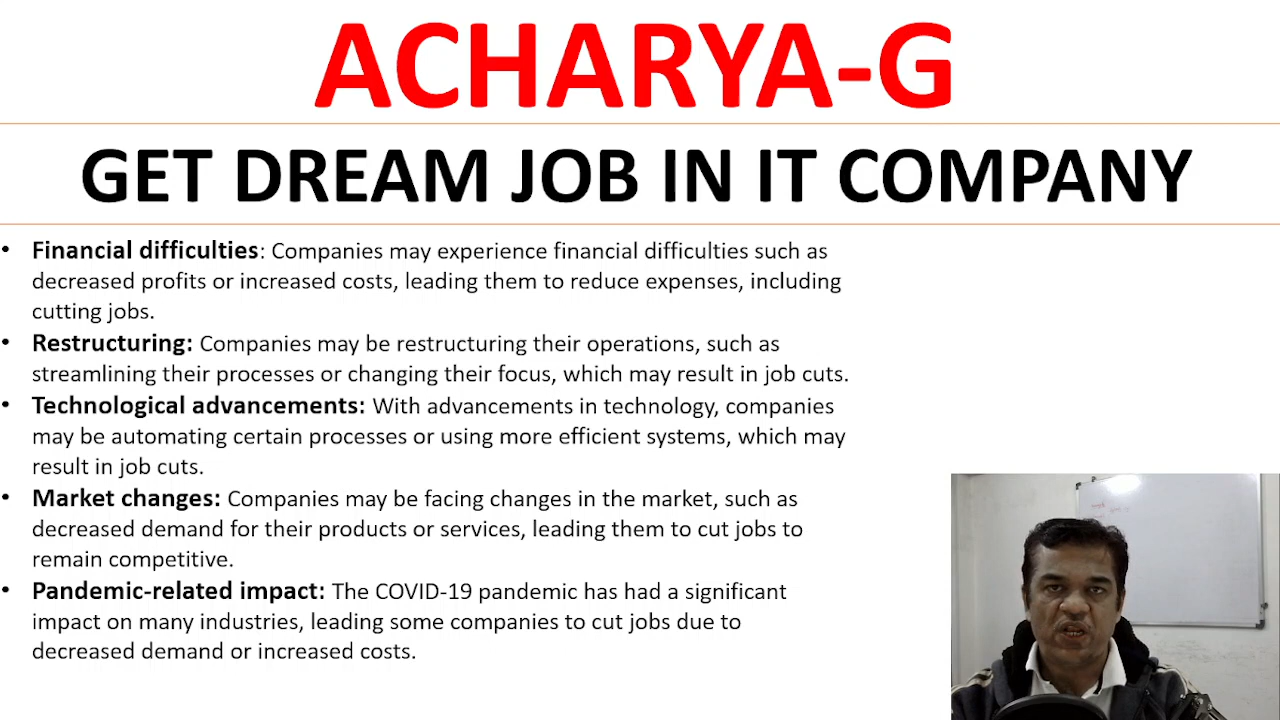 ACHARYA-G
GET DREAM JOB IN IT COMPANY
• Financial difficulties: Companies may experience financial difficulties such as
decreased profits or increased costs, leading them to reduce expenses, including
cutting jobs.
• Restructuring: Companies may be restructuring their operations, such as
streamlining their processes or changing their focus, which may result in job cuts.
• Technological advancements: With advancements in technology, companies
may be automating certain processes or using more efficient systems, which may
result in job cuts.
• Market changes: Companies may be facing changes in the market, such as
decreased demand for their products or services, leading them to cut jobs to
remain competitive.
• Pandemic-related impact: The COVID-19 pandemic has had a significant
impact on many industries, leading some companies to cut jobs due to
decreased demand or increased costs.